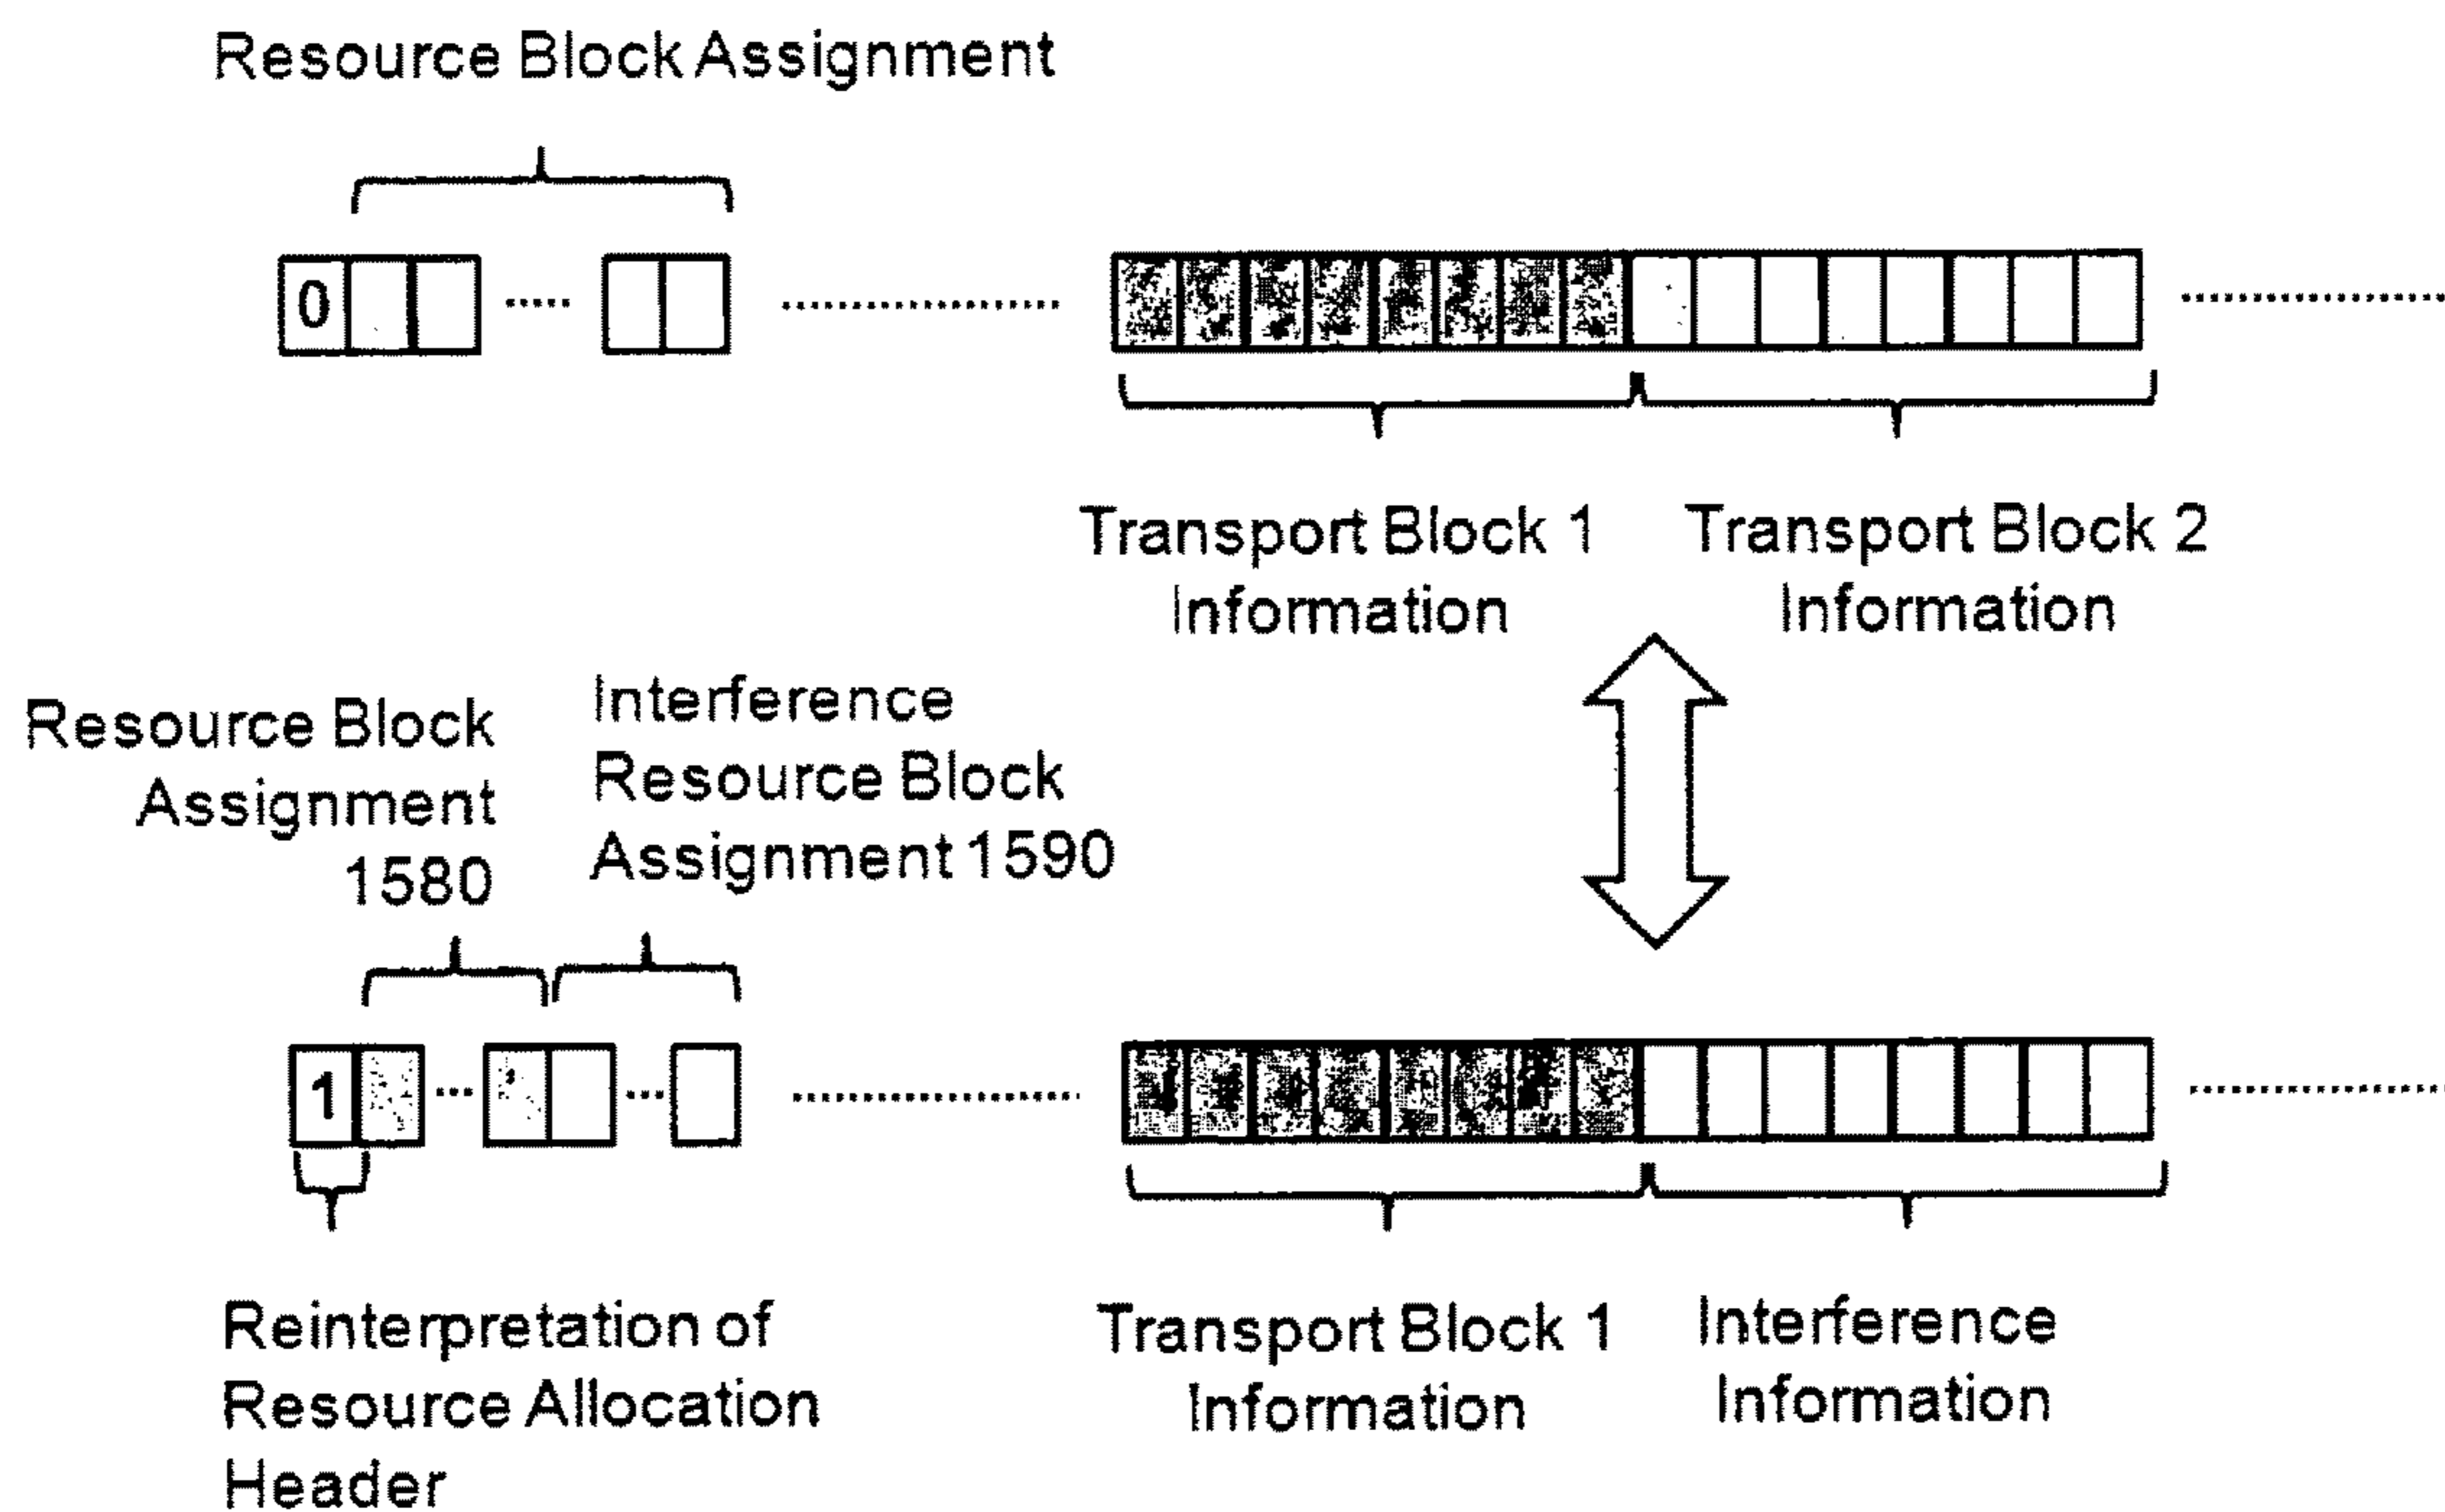 Resource Block Assignment
0
Transport Block 1
Information
Transport Block 2
Information
Resource Block
Assignment
1580
Interference
Resource Block
Assignment 1590
1
Reinterpretation of
Resource Allocation
Header
Transport Block 1
Information
Interference
Information